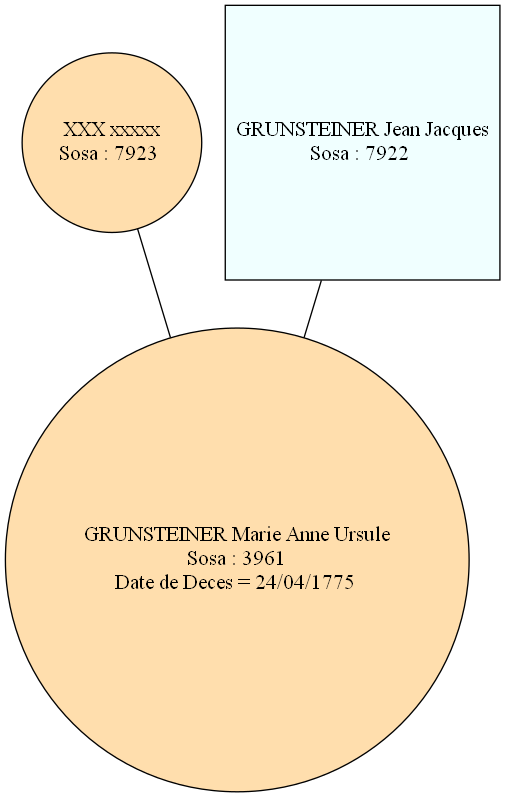 XXX xxxxx
Sosa : 7923
GRUNSTEINER Jean Jacques
Sosa : 7922
GRUNSTEINER Marie Anne Ursule
Sosa : 3961
Date de Deces = 24/04/1775